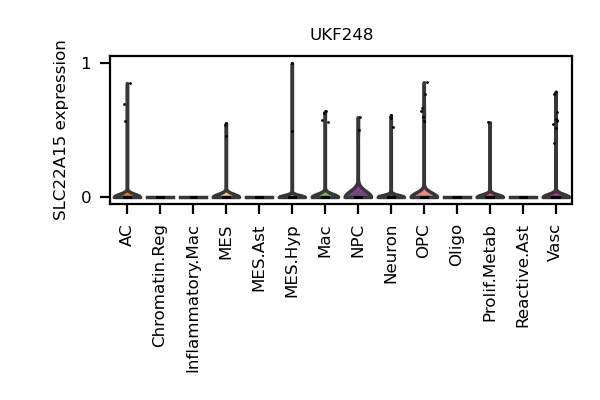 UKF248
SLC22A15 expression
1
0
AC
Chromatin.Reg
Inflammatory.Mac
MES
MES.Ast
MES.Hyp
Mac
NPC
Neuron
OPC
Oligo
Prolif.Metab
Reactive.Ast
Vasc